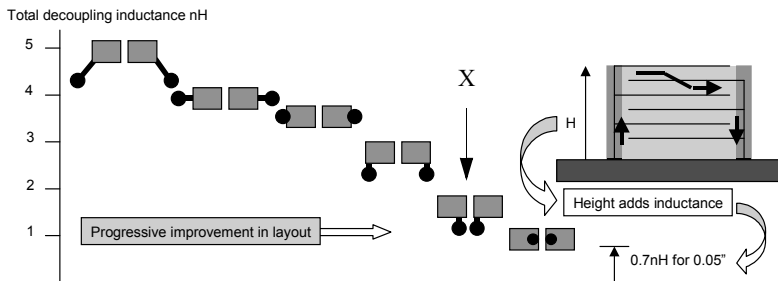 Total decoupling inductance nH
5
4
3
2
1
X
H
Height adds inductance
Progressive improvement in layout
0.7nH for 0.05"